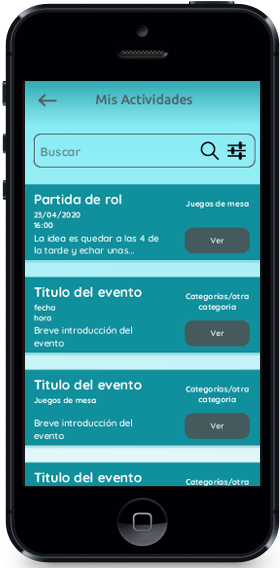 Mis Actividades
Buscar
Partida de rol
Juegos de mesa
23/04/2020
16:00
La idea es quedar a las 4 de
la tarde y echar unas...
Ver
Titulo del evento
Categorías/otra
categoria
fecha
hora
Breve introducción del
evento
Ver
Titulo del evento
Categorías/otra
categoria
Juegos de mesa
Breve introducción del
evento
Ver
Titulo del evento
Categorías/otra